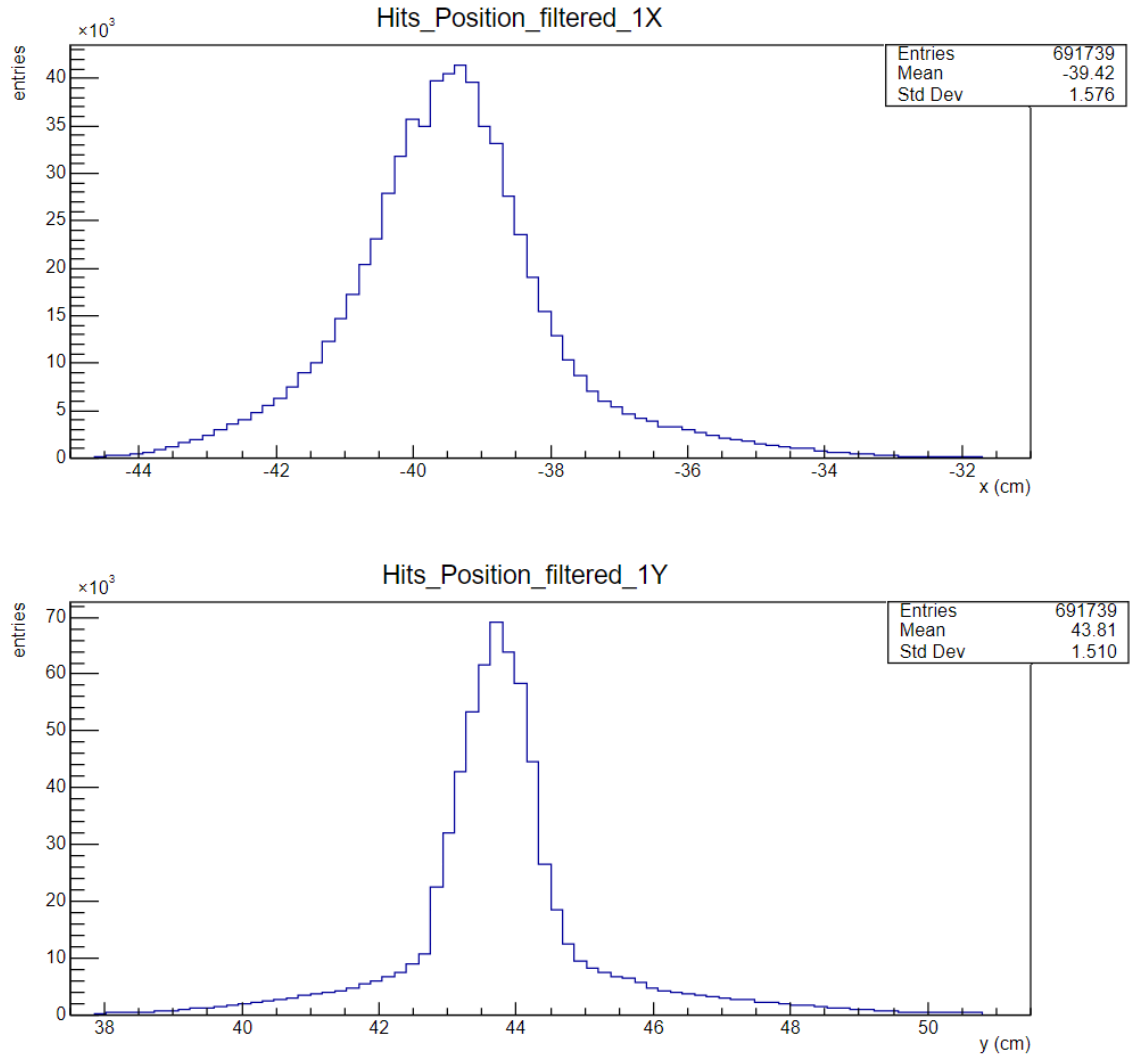 Hits_Position_filtered_1X
×10³
entries
Entries 691739
Mean -39.42
Std Dev 1.576
40
35
30
25
20
15
10
5
0
-44 -42 -40 -38 -36 -34 -32
x (cm)
Hits_Position_filtered_1Y
×10³
entries
Entries 691739
Mean 43.81
Std Dev 1.510
70
60
50
40
30
20
10
0
38 40 42 44 46 48 50
y (cm)